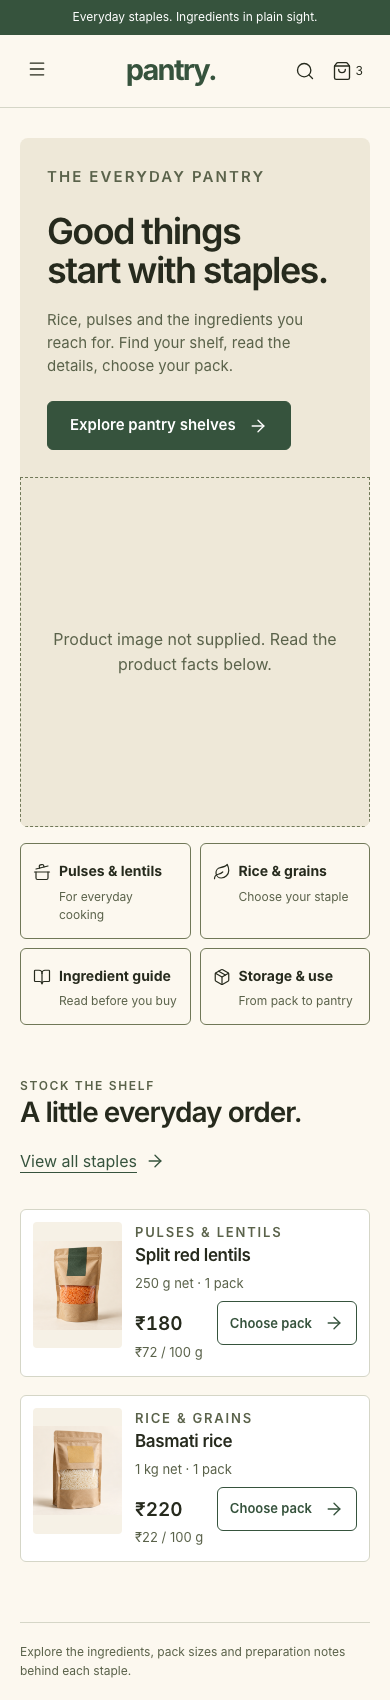 Everyday staples. Ingredients in plain sight.
pantry.
3
THE EVERYDAY PANTRY
Good things
start with staples.
Rice, pulses and the ingredients you
reach for. Find your shelf, read the
details, choose your pack.
Explore pantry shelves
Product image not supplied. Read the
product facts below.
Pulses & lentils
For everyday
cooking
Rice & grains
Choose your staple
Ingredient guide
Read before you buy
Storage & use
From pack to pantry
STOCK THE SHELF
A little everyday order.
View all staples
PULSES & LENTILS
Split red lentils
250 g net · 1 pack
₹180
₹72 / 100 g
Choose pack
RICE & GRAINS
Basmati rice
1 kg net · 1 pack
₹220
₹22 / 100 g
Choose pack
Explore the ingredients, pack sizes and preparation notes
behind each staple.